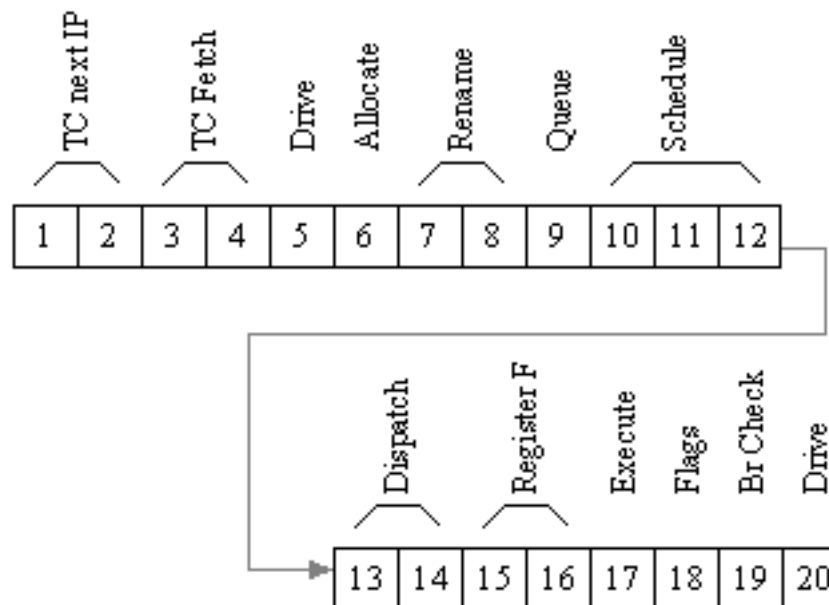 TC next IP TC Fetch Drive Allocate Rename Queue Schedule
1 2 3 4 5 6 7 8 9 10 11 12
Dispatch Register F Execute Flags Br Check Drive
13 14 15 16 17 18 19 20